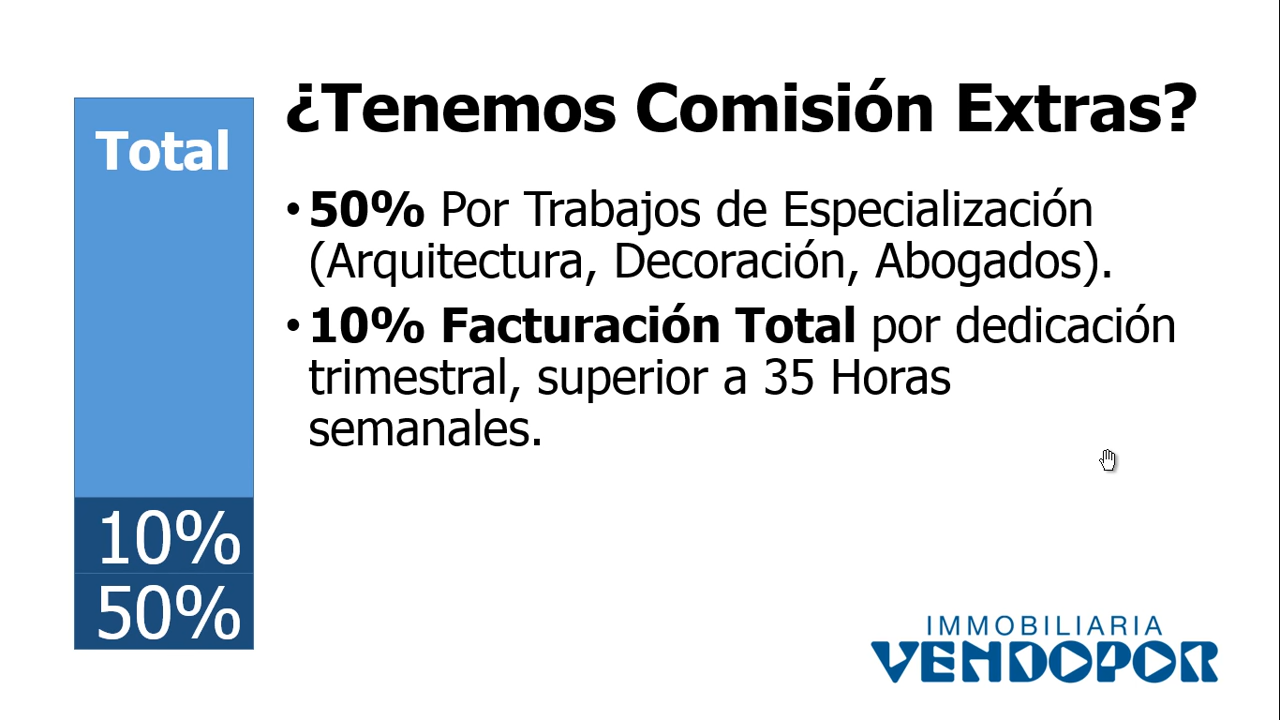 ¿Tenemos Comisión Extras?
Total
• 50% Por Trabajos de Especialización
(Arquitectura, Decoración, Abogados).
• 10% Facturación Total por dedicación
trimestral, superior a 35 Horas
semanales.
10%
50%
IMMOBILIARIA
VENDOPOR